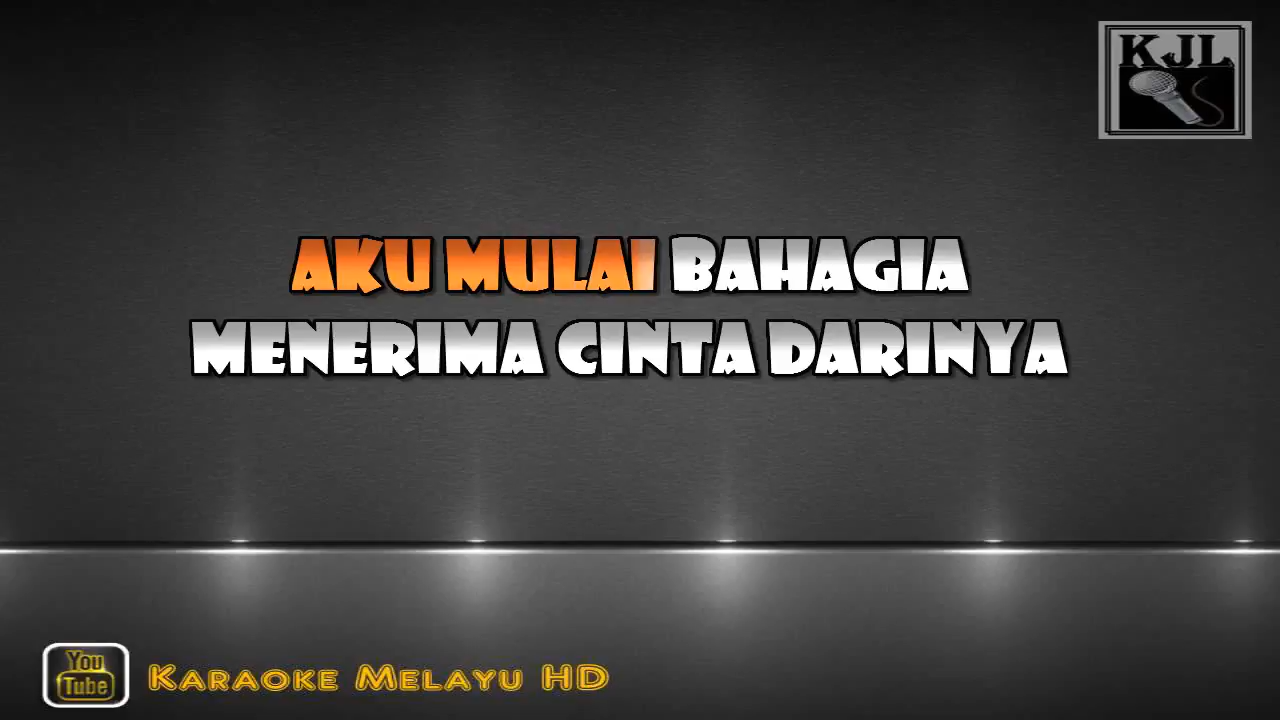 KJL
AKU MULAI BAHAGIA
MENERIMA CINTA DARINYA
You
Tube
KARAOKE MELAYU HD